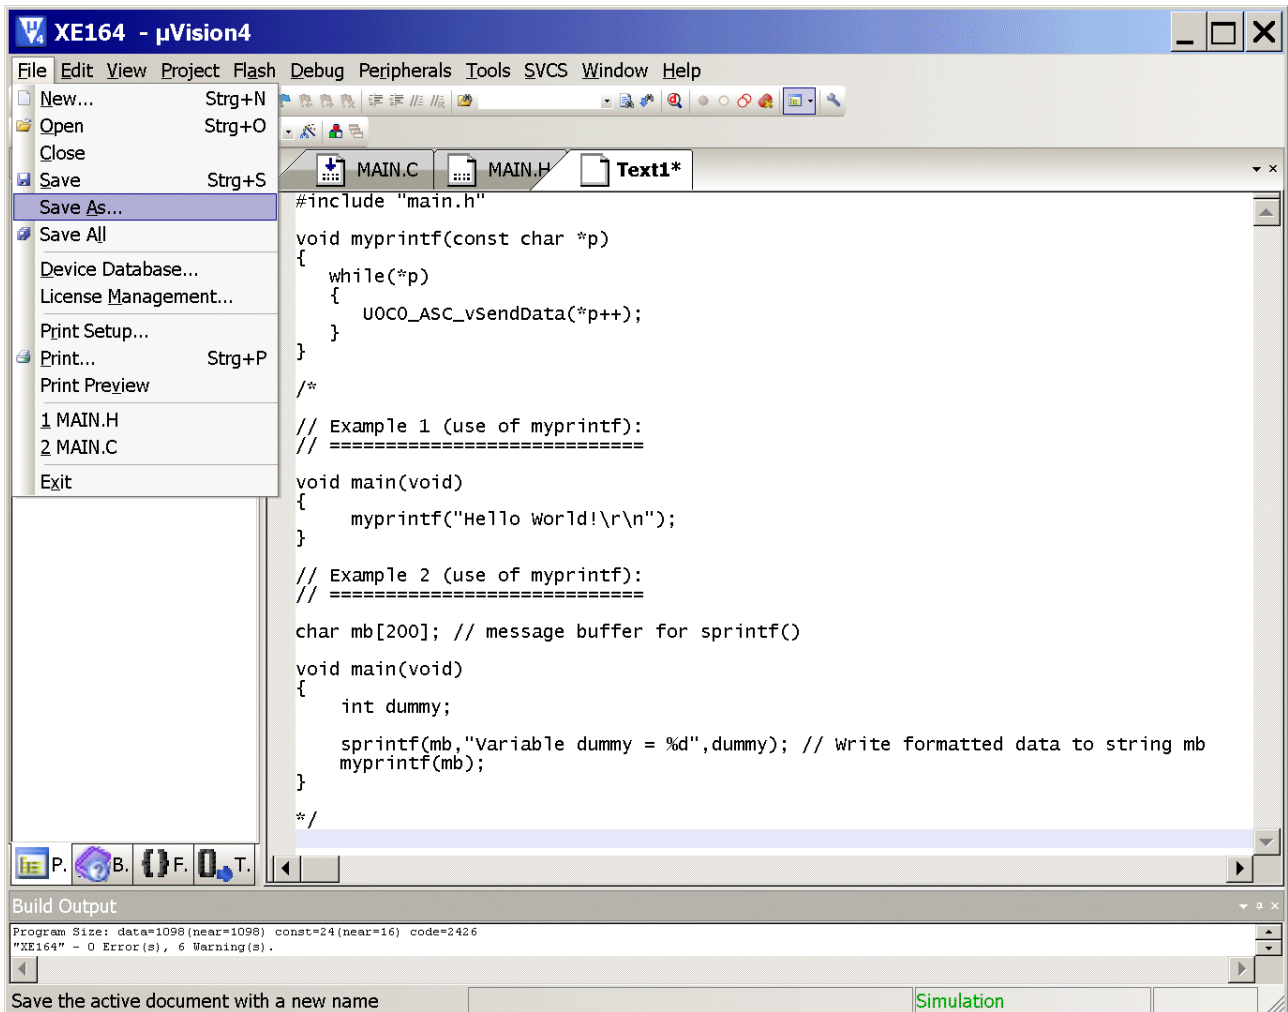 XE164 - µVision4
File Edit View Project Flash Debug Peripherals Tools SVCS Window Help
New... Strg+N
Open Strg+O
Close
Save Strg+S
Save As...
Save All
Device Database...
License Management...
Print Setup...
Print... Strg+P
Print Preview
1 MAIN.H
2 MAIN.C
Exit
MAIN.C MAIN.H Text1*
#include "main.h"
void myprintf(const char *p)
{
while(*p)
{
U0C0_ASC_vSendData(*p++);
}
}
/*
// Example 1 (use of myprintf):
// ============================
void main(void)
{
myprintf("Hello World!\r\n");
}
// Example 2 (use of myprintf):
// ============================
char mb[200]; // message buffer for sprintf()
void main(void)
{
int dummy;
sprintf(mb,"Variable dummy = %d",dummy); // Write formatted data to string mb
myprintf(mb);
}
*/
P. B. {} F. T.
Build Output
Program Size: data=1098(near=1098) const=24(near=16) code=2426
"XE164" - 0 Error(s), 6 Warning(s).
Save the active document with a new name
Simulation